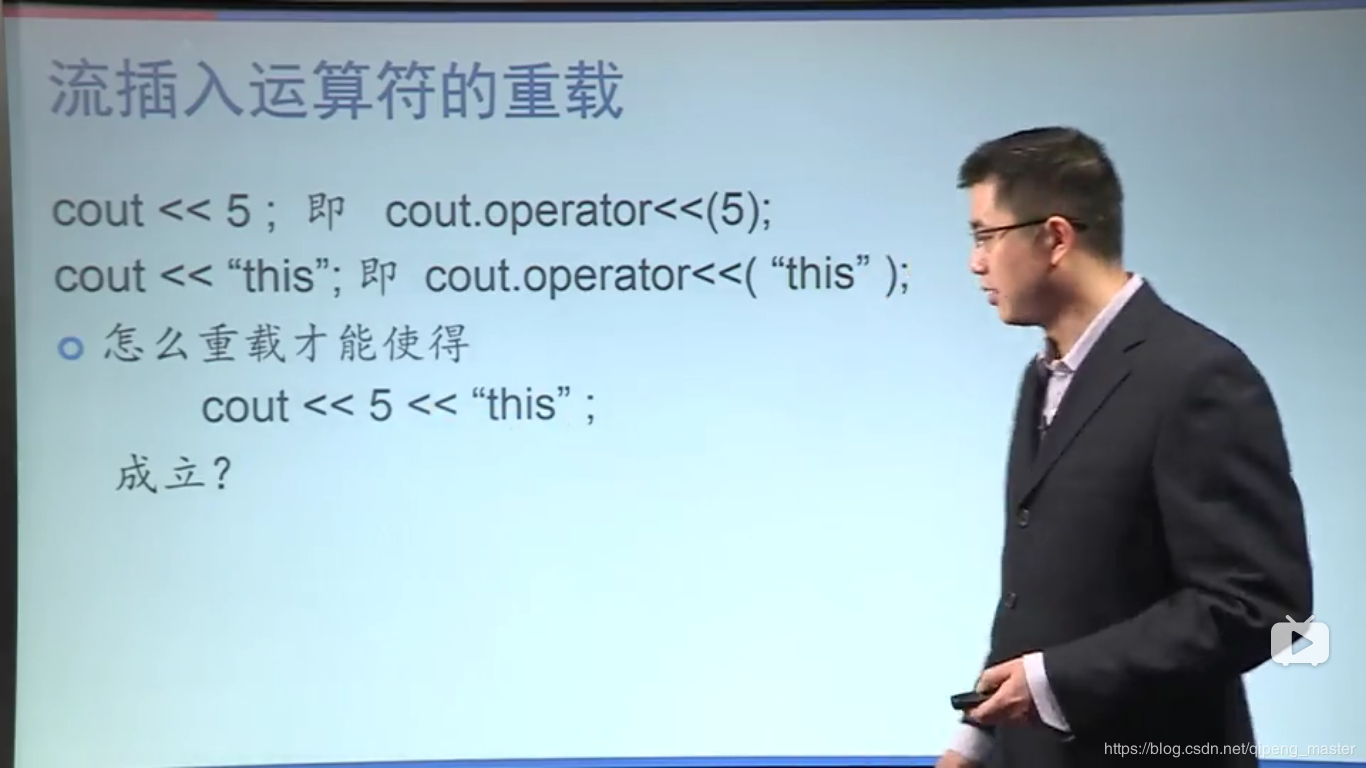 流插入运算符的重载
cout << 5 ; 即 cout.operator<<(5);
cout << “this”; 即 cout.operator<<( “this” );
怎么重载才能使得
cout << 5 << “this” ;
成立?
https://blog.csdn.net/qipeng_master